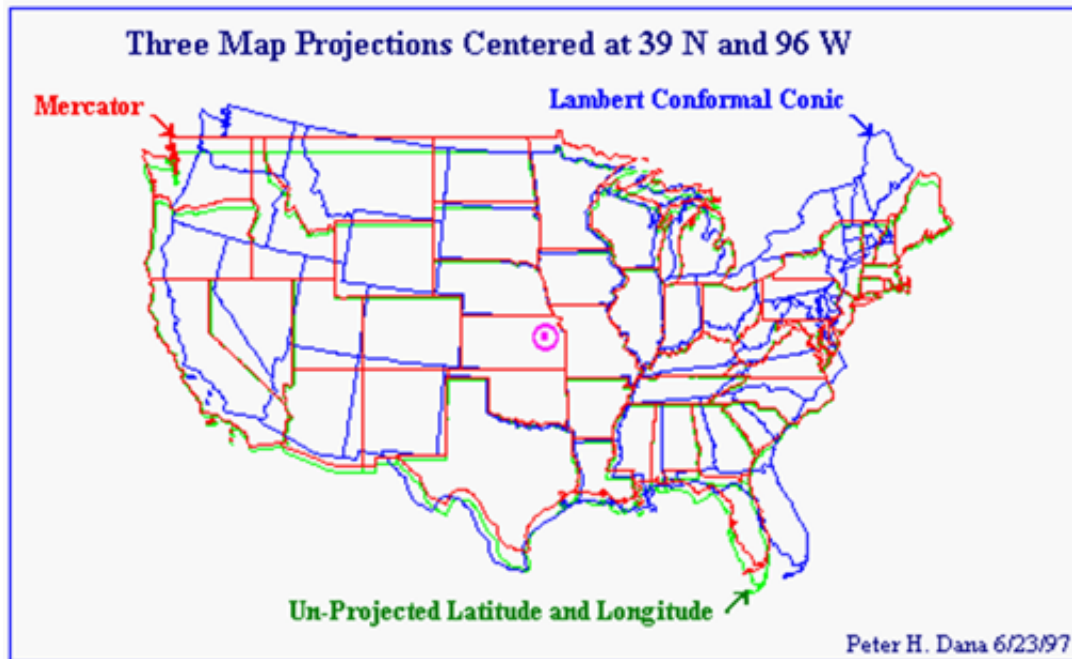 Three Map Projections Centered at 39 N and 96 W
Mercator
Lambert Conformal Conic
Un-Projected Latitude and Longitude
Peter H. Dana 6/23/97